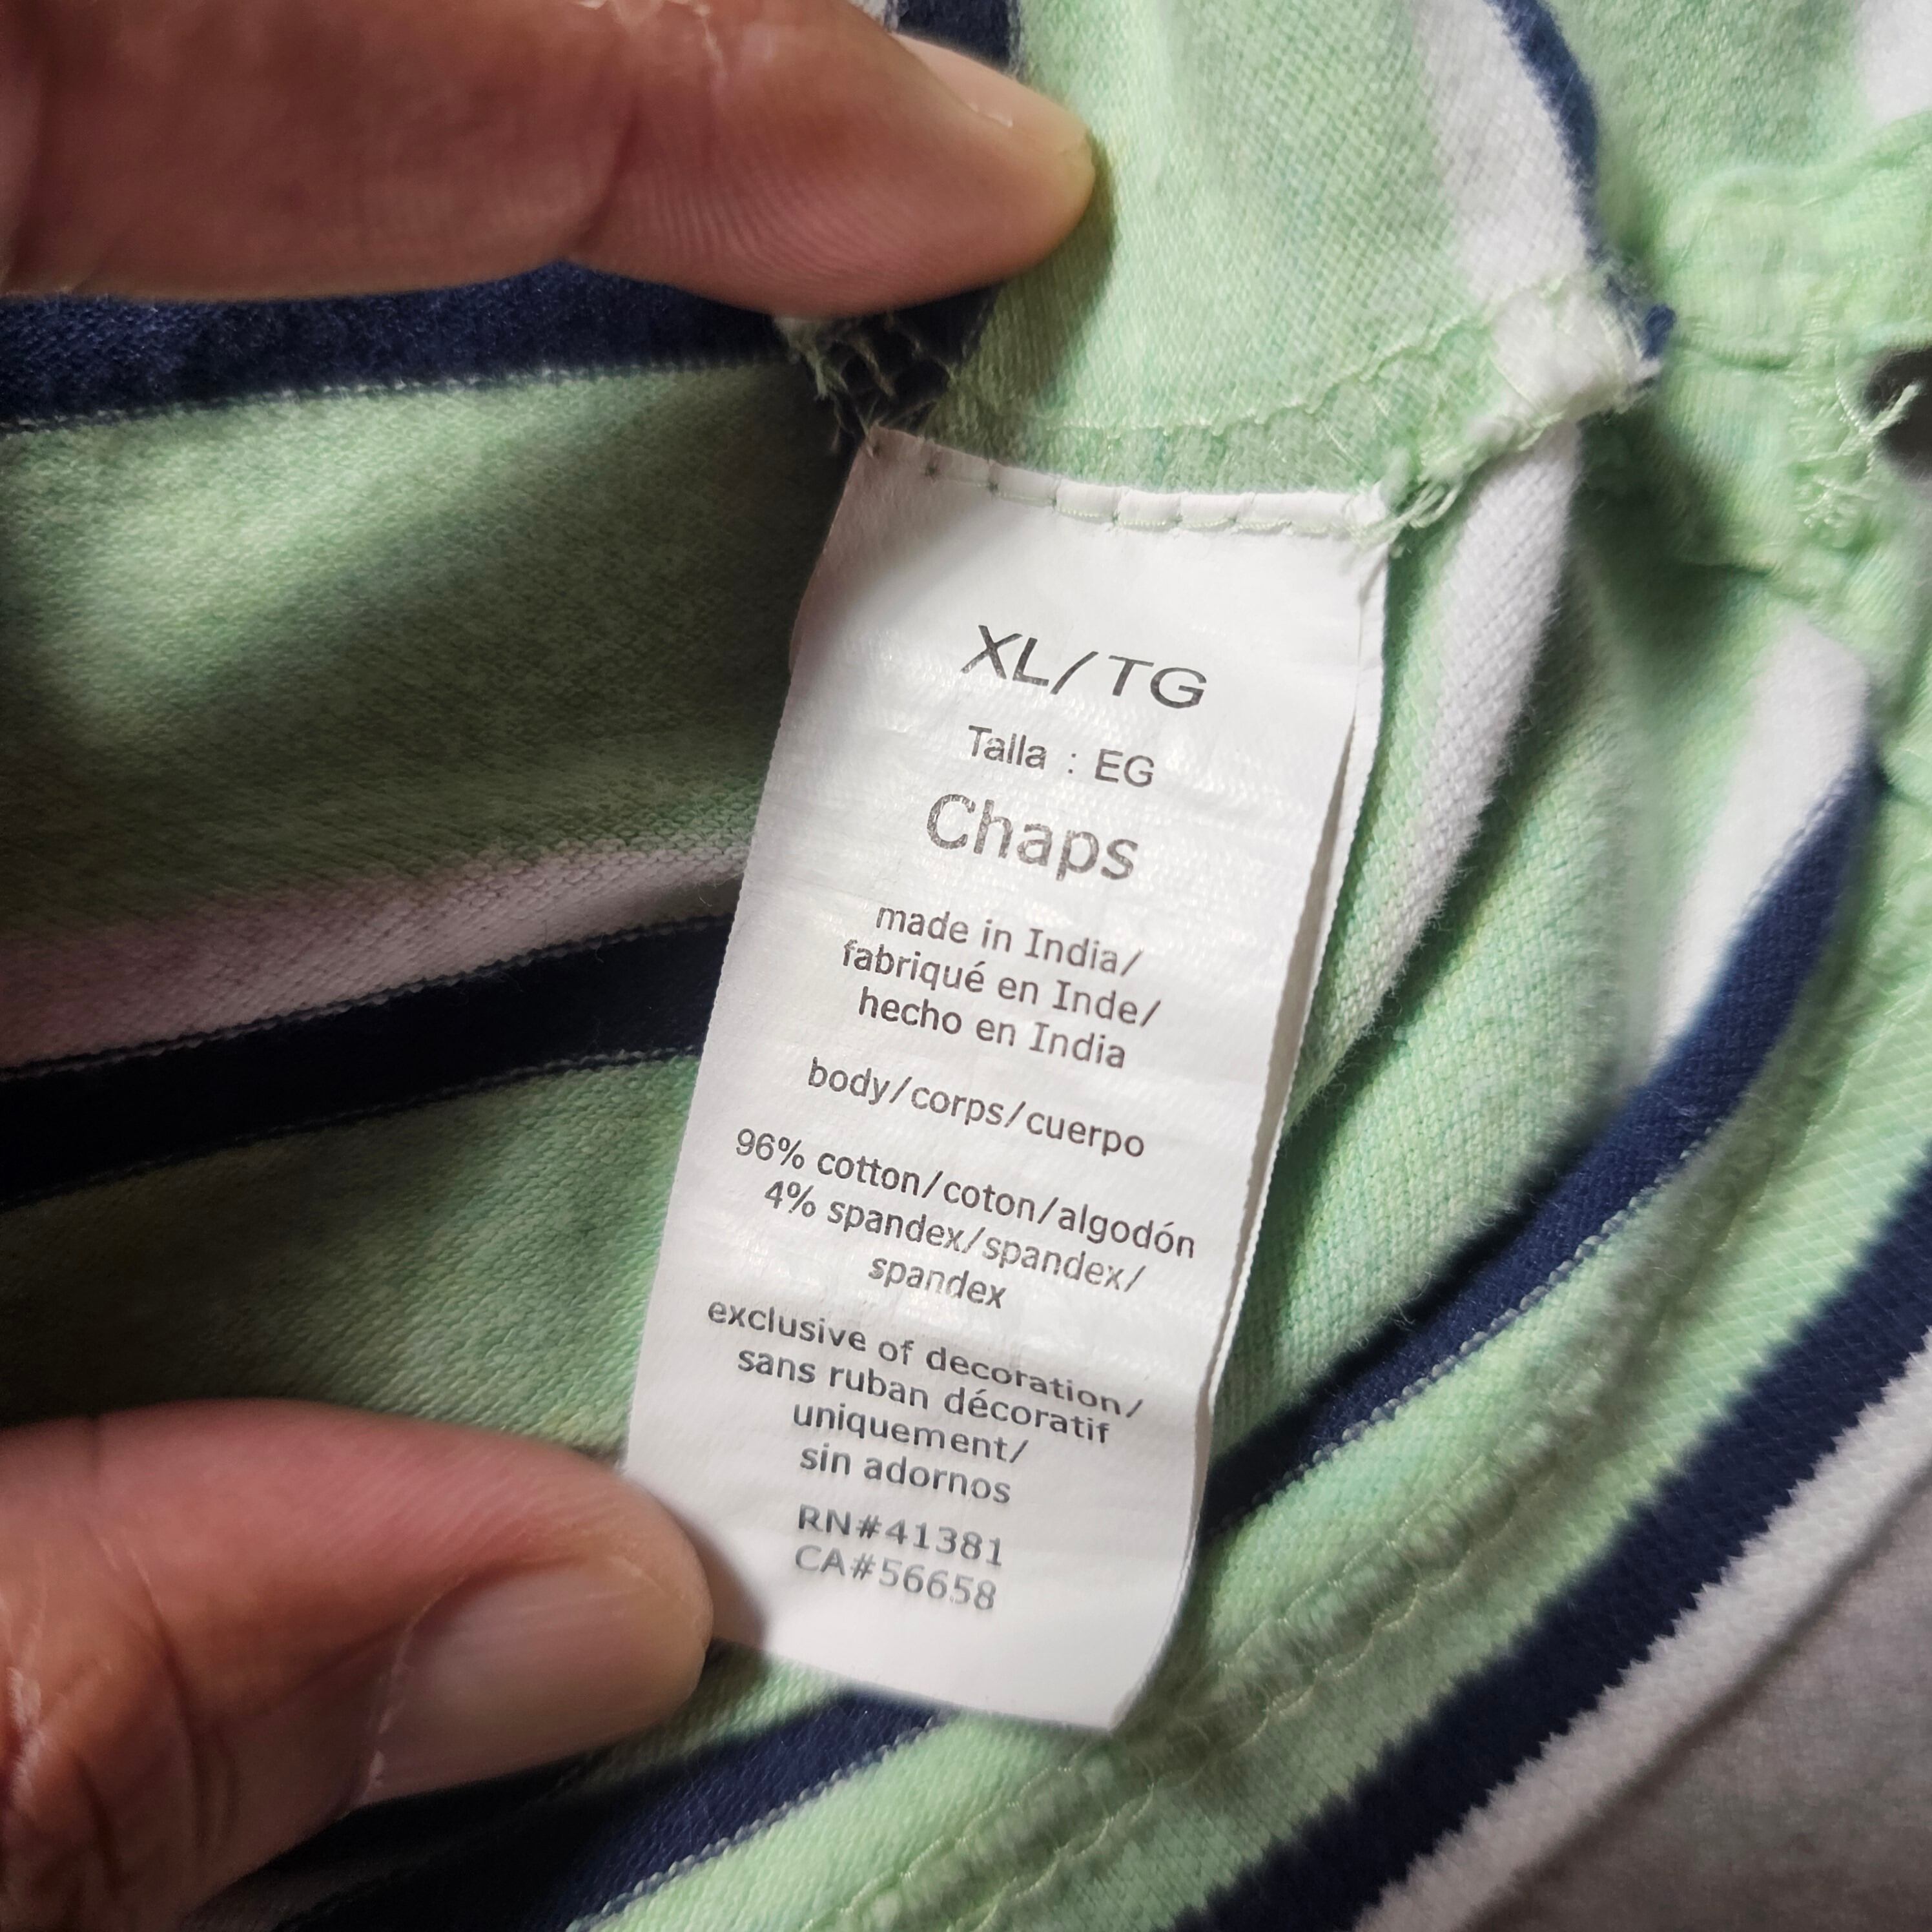 XL/TG
Talla : EG
Chaps
made in India/
fabriqué en Inde/
hecho en India
body/corps/cuerpo
96% cotton/coton/algodón
4% spandex/spandex/
spandex
exclusive of decoration/
sans ruban décoratif
uniquement/
sin adornos
RN#41381
CA#56658